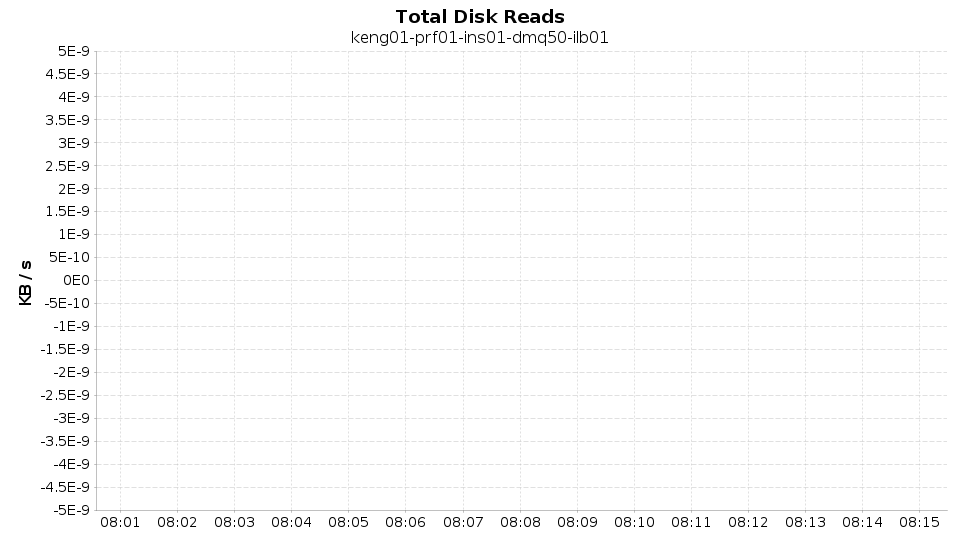 Total Disk Reads
keng01-prf01-ins01-dmq50-ilb01
5E-9
4.5E-9
4E-9
3.5E-9
3E-9
2.5E-9
2E-9
1.5E-9
1E-9
5E-10
0E0
-5E-10
-1E-9
-1.5E-9
-2E-9
-2.5E-9
-3E-9
-3.5E-9
-4E-9
-4.5E-9
-5E-9
KB / s
08:01 08:02 08:03 08:04 08:05 08:06 08:07 08:08 08:09 08:10 08:11 08:12 08:13 08:14 08:15